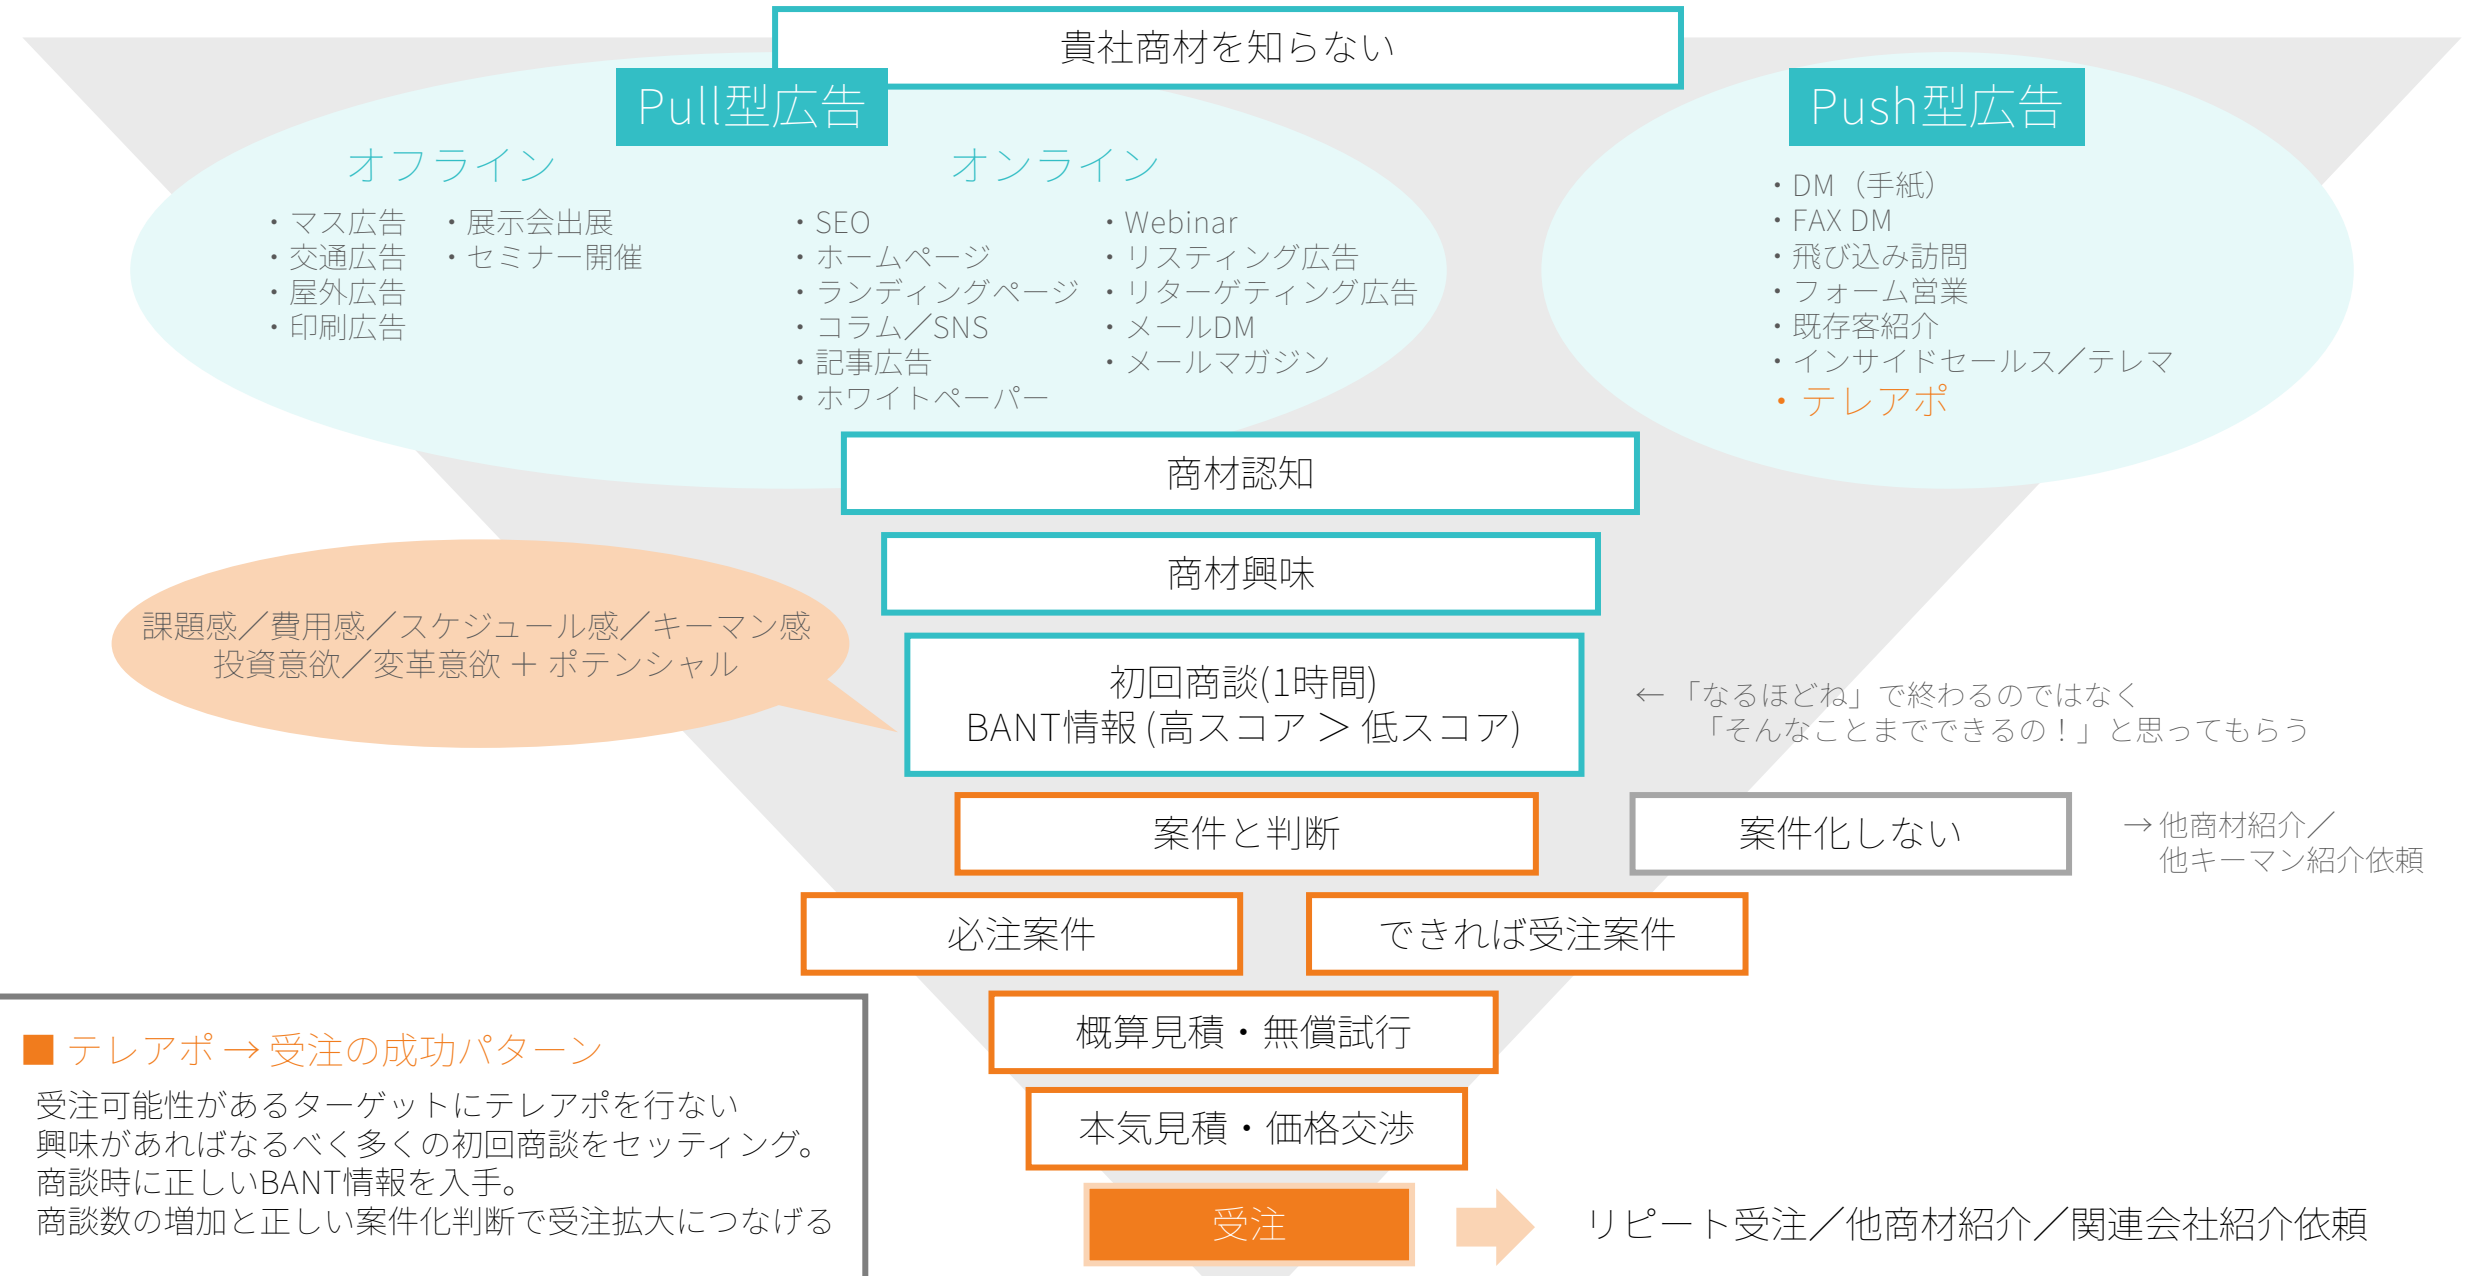 貴社商材を知らない
Pull型広告
オフライン
・マス広告
・交通広告
・屋外広告
・印刷広告
・展示会出展
・セミナー開催
オンライン
・SEO
・ホームページ
・ランディングページ
・コラム／SNS
・記事広告
・ホワイトペーパー
・Webinar
・リスティング広告
・リターゲティング広告
・メールDM
・メールマガジン
Push型広告
・DM（手紙）
・FAX DM
・飛び込み訪問
・フォーム営業
・既存客紹介
・インサイドセールス／テレマ
・テレアポ
商材認知
商材興味
課題感／費用感／スケジュール感／キーマン感
投資意欲／変革意欲 ＋ ポテンシャル
初回商談(1時間)
BANT情報 (高スコア ＞ 低スコア)
← 「なるほどね」で終わるのではなく
「そんなことまでできるの！」と思ってもらう
案件と判断
案件化しない
→ 他商材紹介／
他キーマン紹介依頼
必注案件
できれば受注案件
概算見積・無償試行
本気見積・価格交渉
受注
リピート受注／他商材紹介／関連会社紹介依頼
■ テレアポ → 受注の成功パターン
受注可能性があるターゲットにテレアポを行ない
興味があればなるべく多くの初回商談をセッティング。
商談時に正しいBANT情報を入手。
商談数の増加と正しい案件化判断で受注拡大につなげる